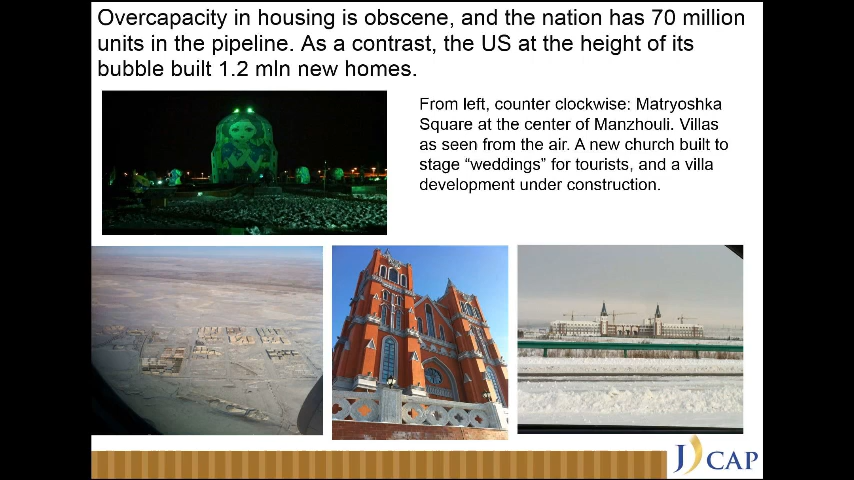 Overcapacity in housing is obscene, and the nation has 70 million
units in the pipeline. As a contrast, the US at the height of its
bubble built 1.2 mln new homes.
From left, counter clockwise: Matryoshka
Square at the center of Manzhouli. Villas
as seen from the air. A new church built to
stage “weddings” for tourists, and a villa
development under construction.
J CAP